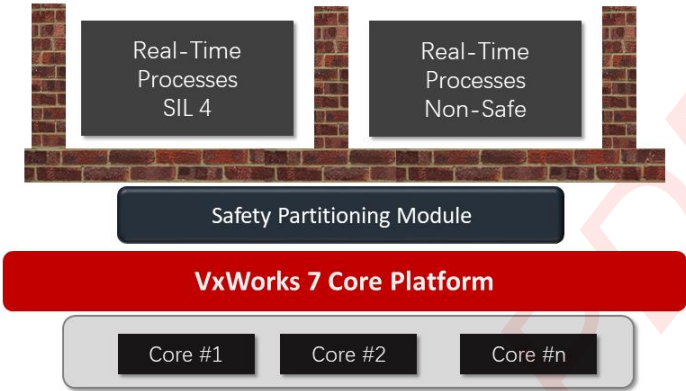 Real-Time
Processes
SIL 4
Real-Time
Processes
Non-Safe
Safety Partitioning Module
VxWorks 7 Core Platform
Core #1
Core #2
Core #n